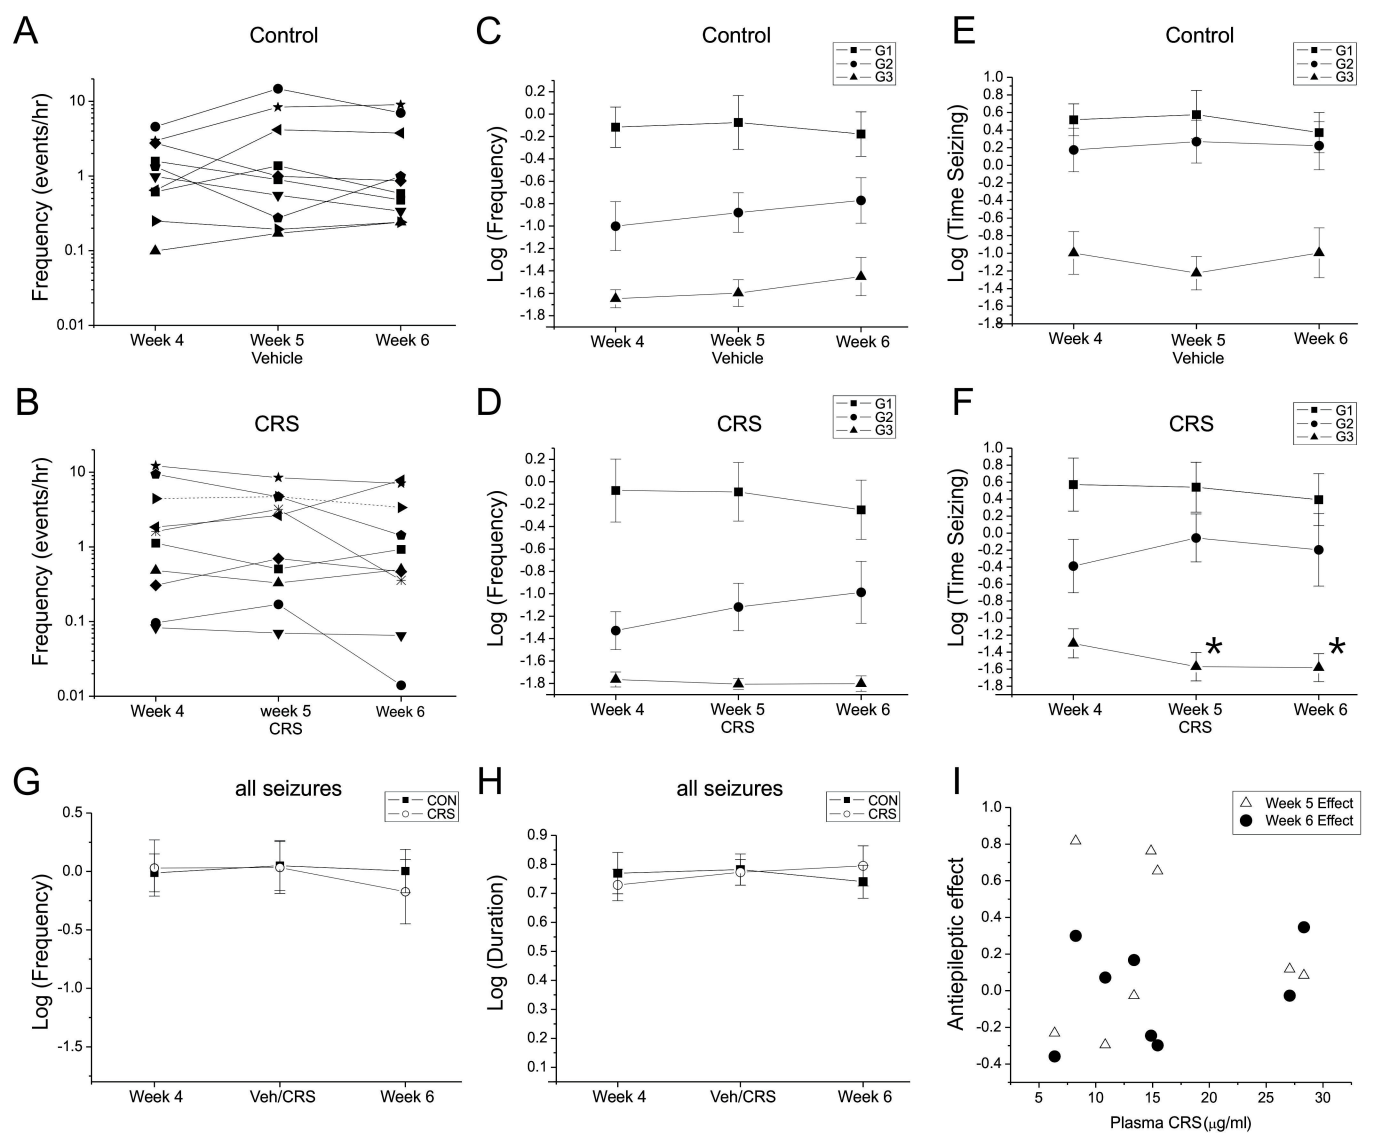 A
Control
Frequency (events/hr)
10
1
0.1
0.01
Week 4
Week 5
Week 6
Vehicle
C
Control
G1
G2
G3
Log (Frequency)
0.2
0.0
-0.2
-0.4
-0.6
-0.8
-1.0
-1.2
-1.4
-1.6
-1.8
Week 4
Week 5
Week 6
Vehicle
E
Control
G1
G2
G3
Log (Time Seizing)
1.0
0.8
0.6
0.4
0.2
0.0
-0.2
-0.4
-0.6
-0.8
-1.0
-1.2
-1.4
-1.6
-1.8
Week 4
Week 5
Week 6
Vehicle
B
CRS
Frequency (events/hr)
10
1
0.1
0.01
Week 4
week 5
Week 6
CRS
D
CRS
G1
G2
G3
Log (Frequency)
0.2
0.0
-0.2
-0.4
-0.6
-0.8
-1.0
-1.2
-1.4
-1.6
-1.8
Week 4
Week 5
Week 6
CRS
F
CRS
G1
G2
G3
Log (Time Seizing)
1.0
0.8
0.6
0.4
0.2
0.0
-0.2
-0.4
-0.6
-0.8
-1.0
-1.2
-1.4
-1.6
-1.8
*
*
Week 4
Week 5
Week 6
CRS
G
all seizures
CON
CRS
Log (Frequency)
0.5
0.0
-0.5
-1.0
-1.5
Week 4
Veh/CRS
Week 6
H
all seizures
CON
CRS
Log (Duration)
0.9
0.8
0.7
0.6
0.5
0.4
0.3
0.2
0.1
Week 4
Veh/CRS
Week 6
I
Week 5 Effect
Week 6 Effect
Antiepileptic effect
1.0
0.8
0.6
0.4
0.2
0.0
-0.2
-0.4
5
10
15
20
25
30
Plasma CRS(μg/ml)